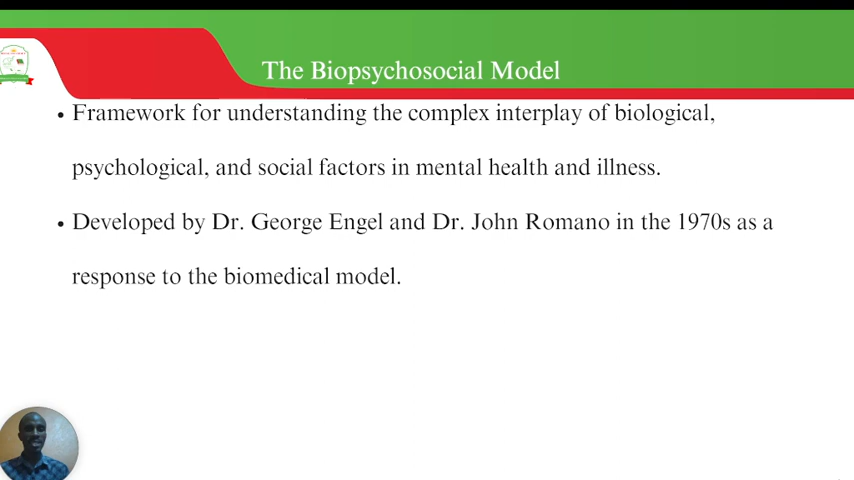 The Biopsychosocial Model
• Framework for understanding the complex interplay of biological,
psychological, and social factors in mental health and illness.
• Developed by Dr. George Engel and Dr. John Romano in the 1970s as a
response to the biomedical model.